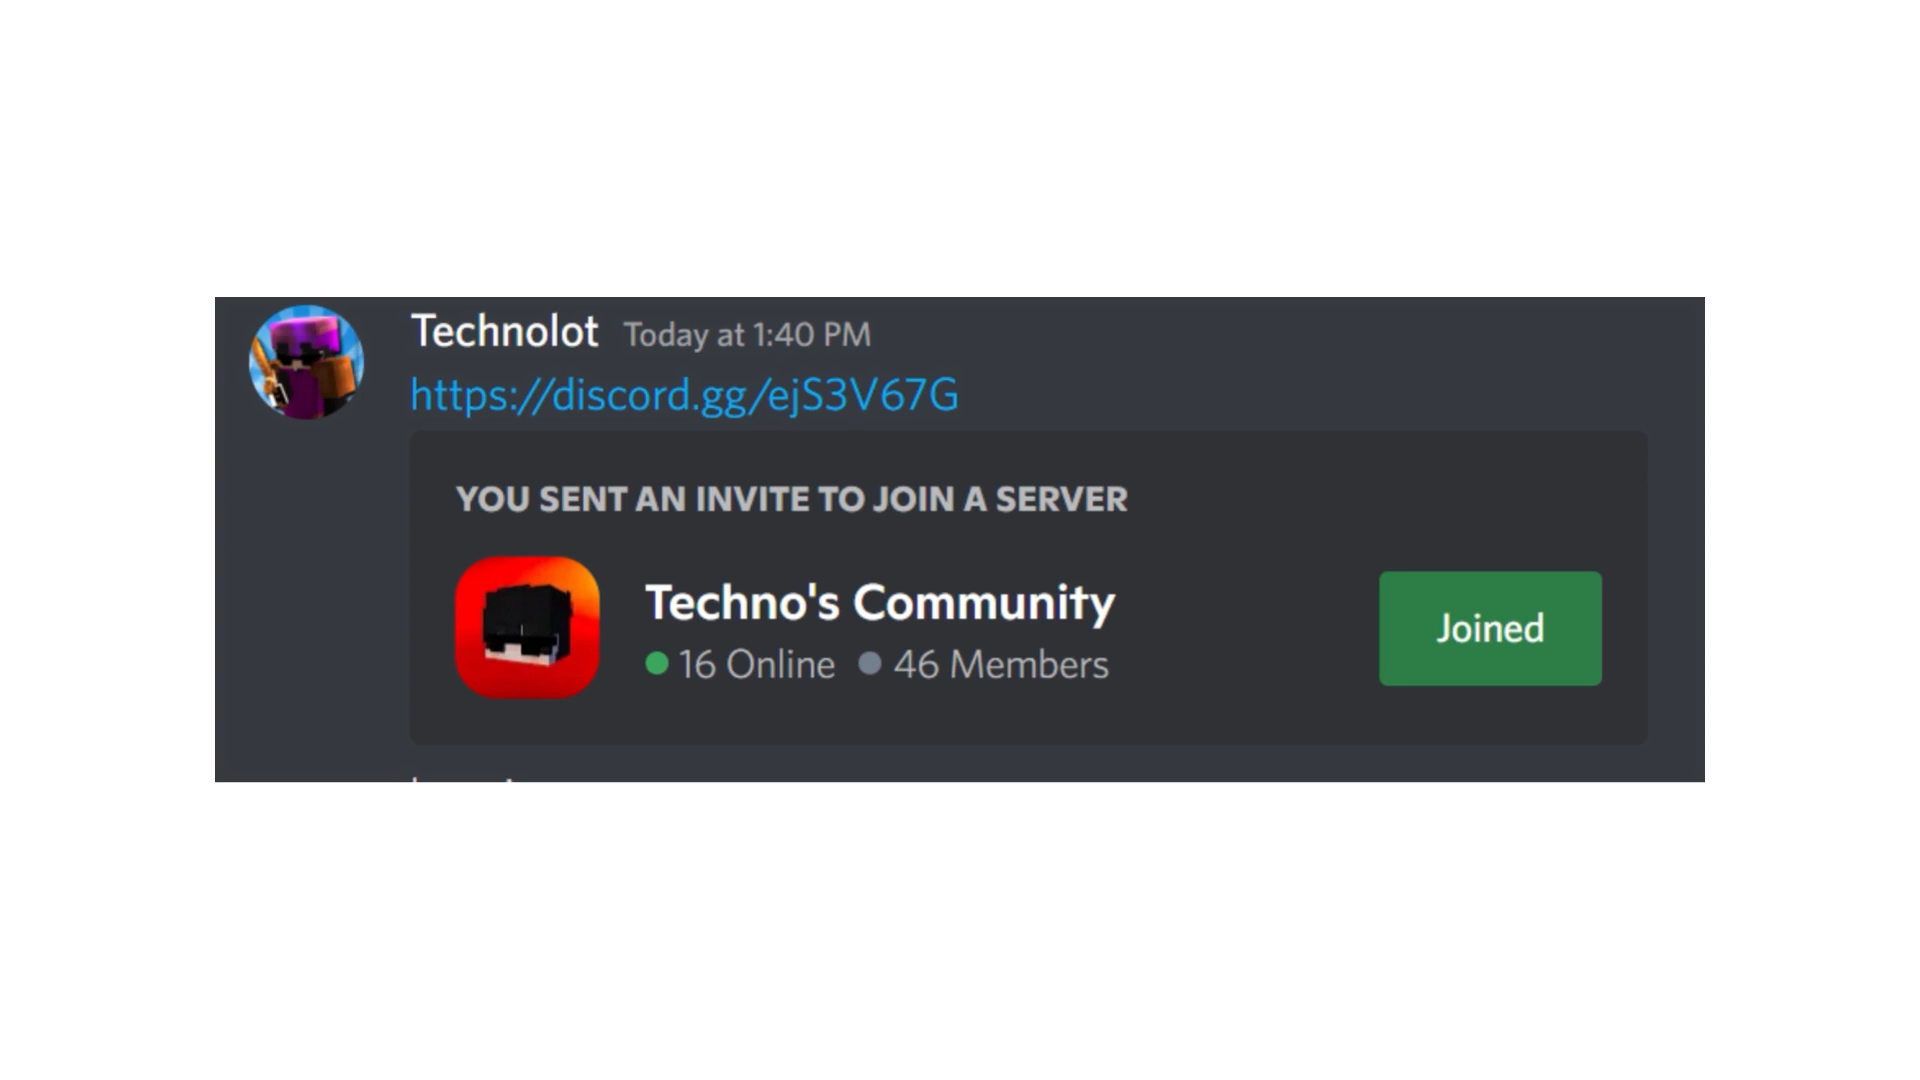 Technolot Today at 1:40 PM
https://discord.gg/ejS3V67G
YOU SENT AN INVITE TO JOIN A SERVER
Techno's Community
16 Online 46 Members
Joined